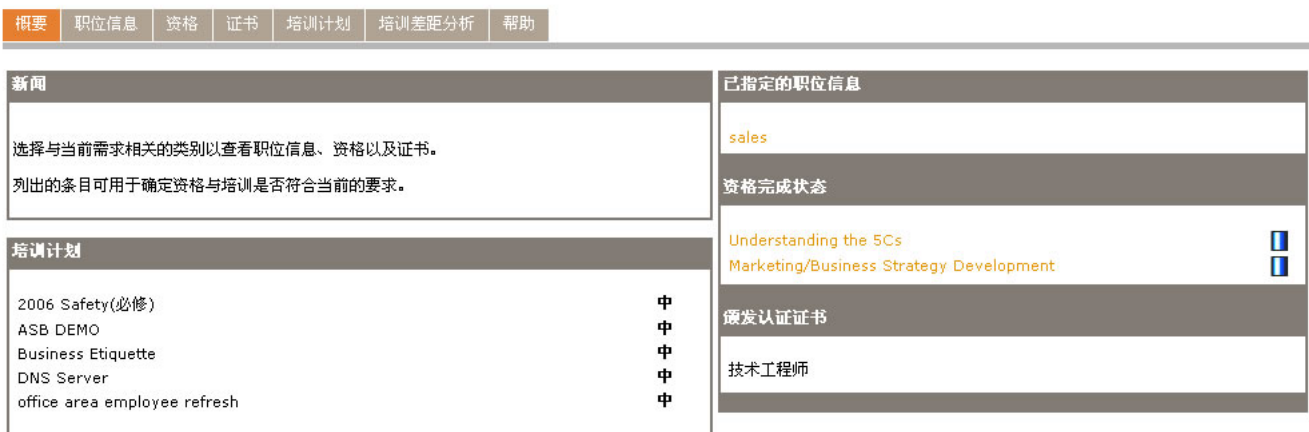 概要 职位信息 资格 证书 培训计划 培训差距分析 帮助
新闻
选择与当前需求相关的类别以查看职位信息、资格以及证书。
列出的条目可用于确定资格与培训是否符合当前的要求。
培训计划
2006 Safety(必修) 中
ASB DEMO 中
Business Etiquette 中
DNS Server 中
office area employee refresh 中
已指定的职位信息
sales
资格完成状态
Understanding the 5Cs
Marketing/Business Strategy Development
颁发认证证书
技术工程师